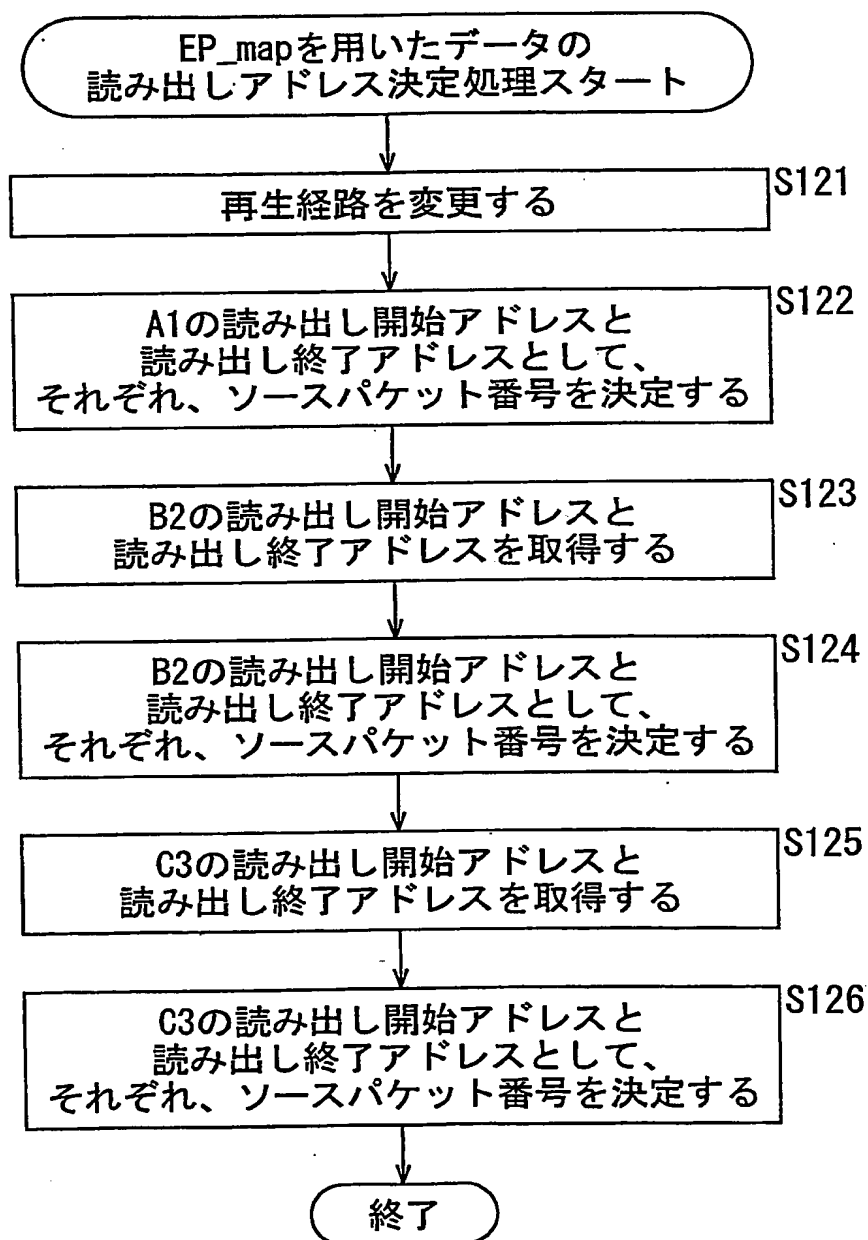 EP_mapを用いたデータの
読み出しアドレス決定処理スタート
S121
再生経路を変更する
S122
A1の読み出し開始アドレスと
読み出し終了アドレスとして、
それぞれ、ソースパケット番号を決定する
S123
B2の読み出し開始アドレスと
読み出し終了アドレスを取得する
S124
B2の読み出し開始アドレスと
読み出し終了アドレスとして、
それぞれ、ソースパケット番号を決定する
S125
C3の読み出し開始アドレスと
読み出し終了アドレスを取得する
S126
C3の読み出し開始アドレスと
読み出し終了アドレスとして、
それぞれ、ソースパケット番号を決定する
終了